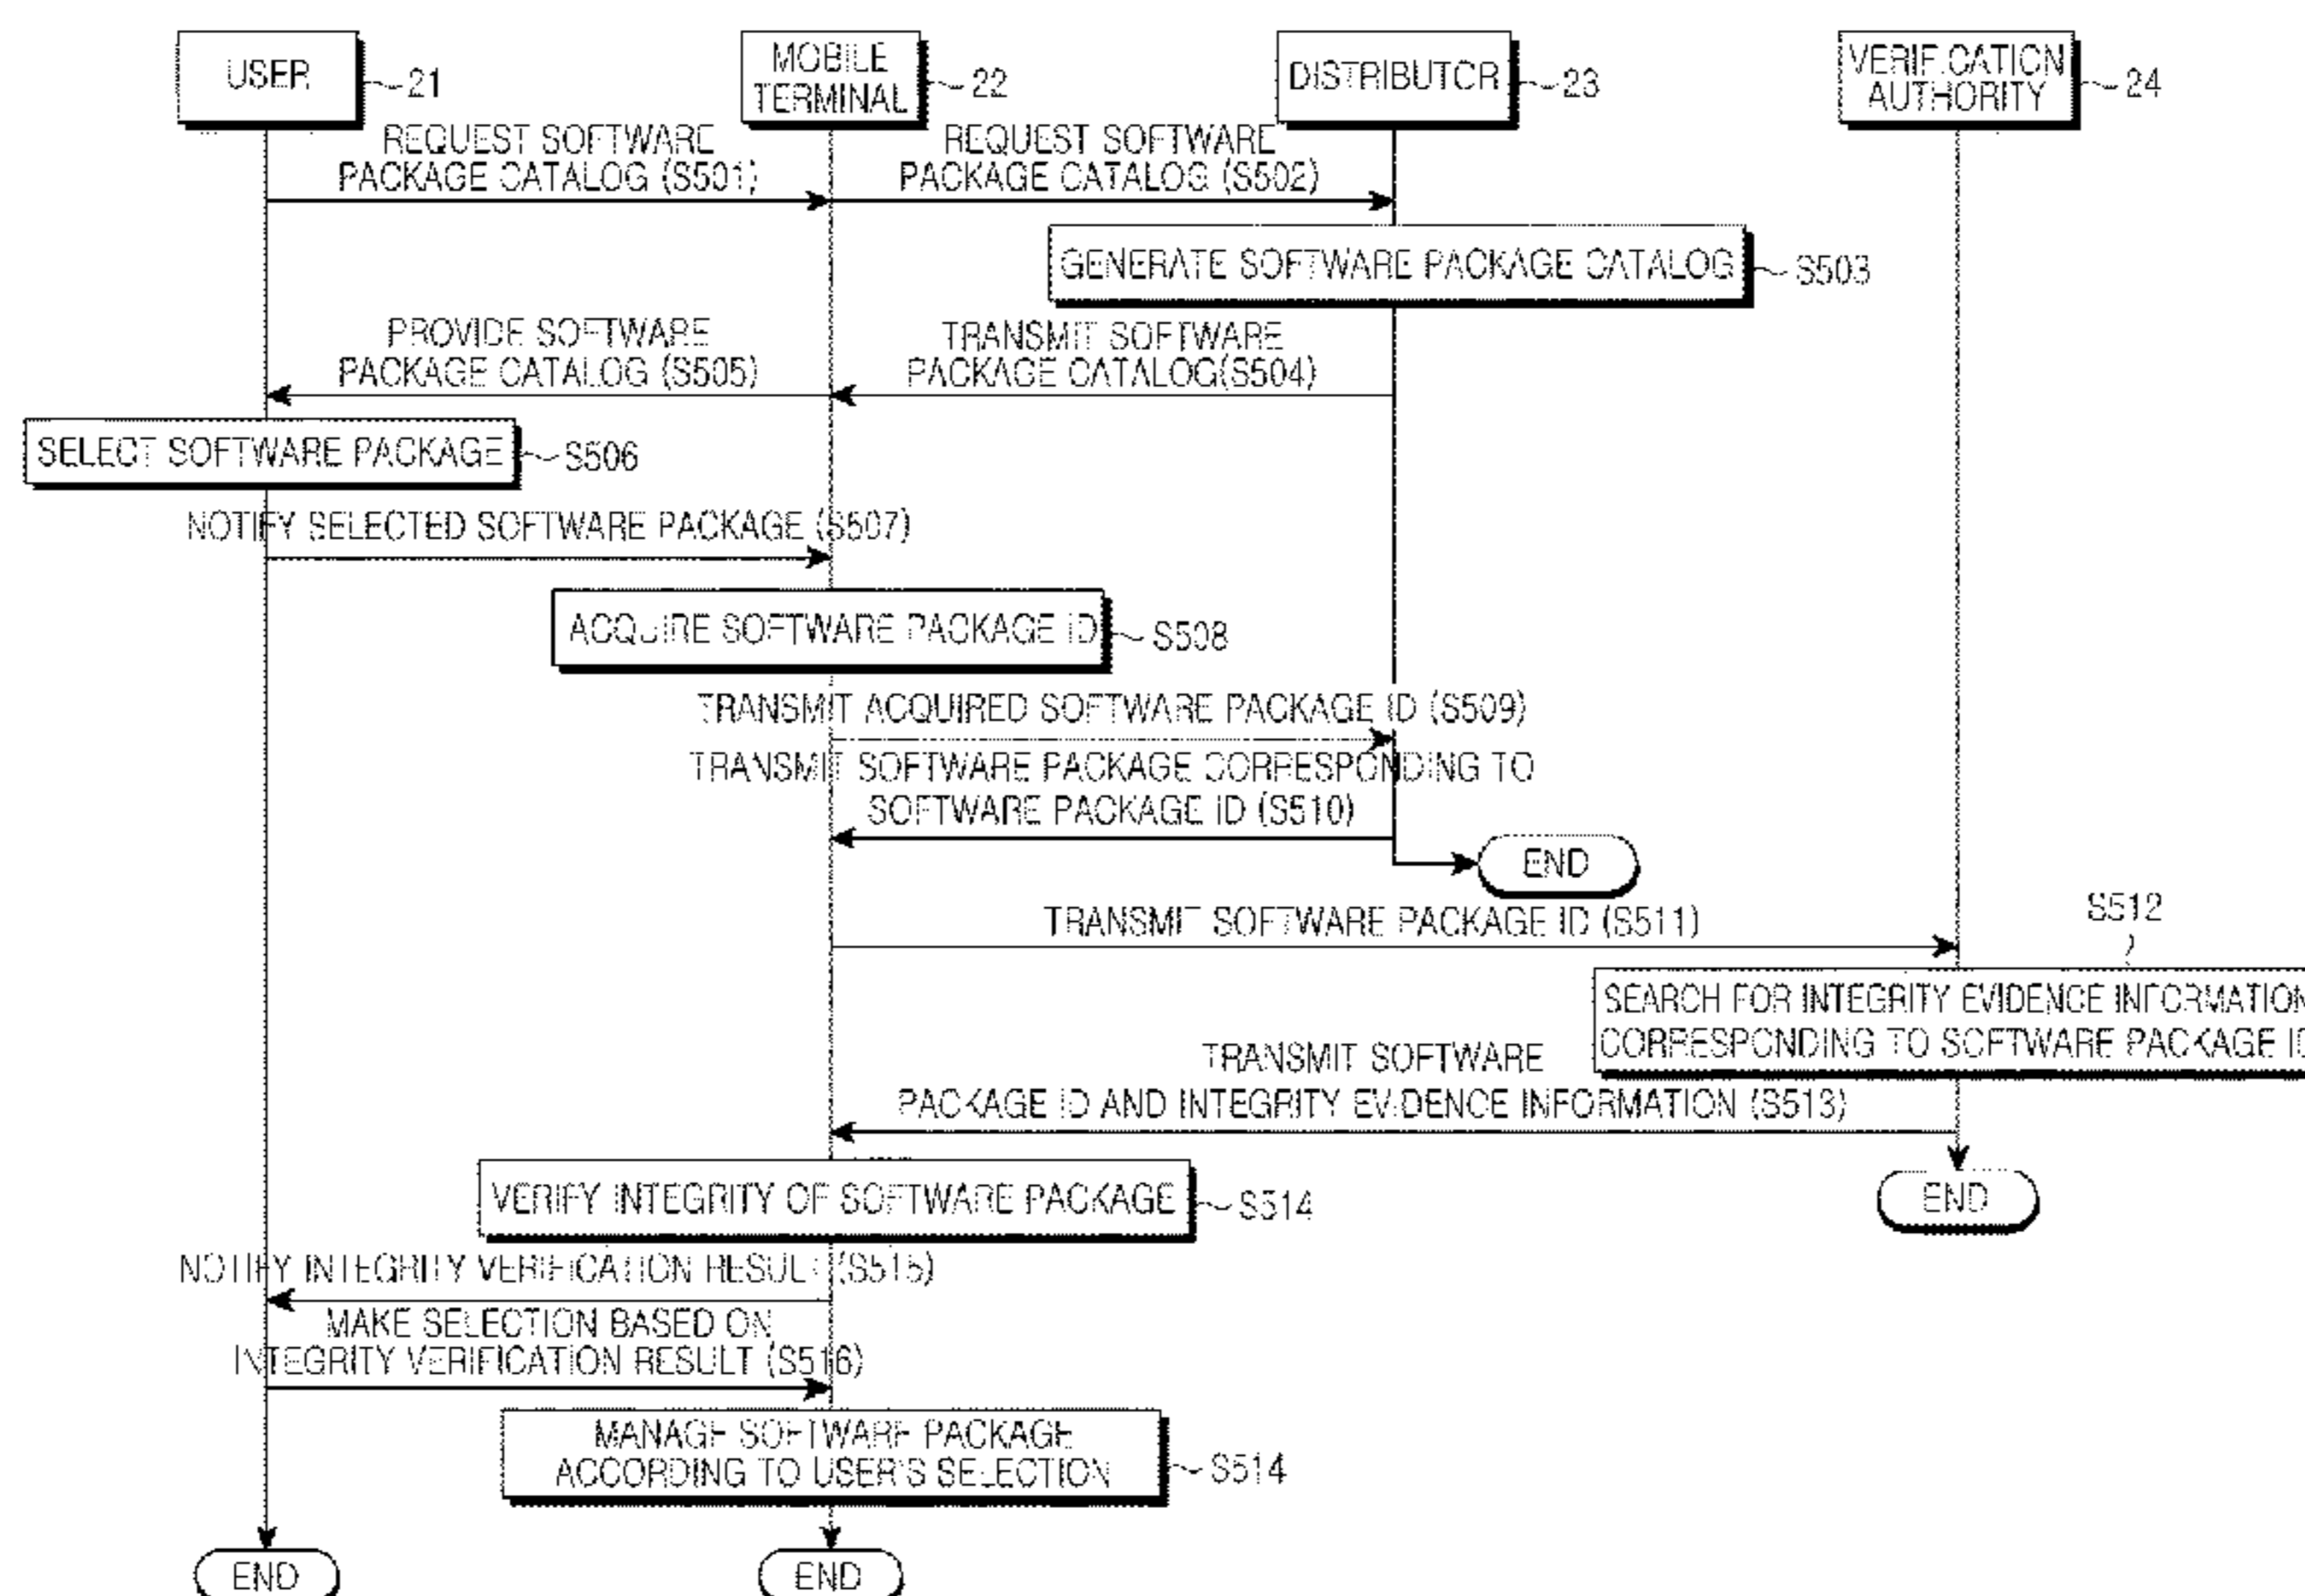 USER
21
MOBILE
TERMINAL
22
DISTRIBUTOR
23
VERIFICATION
AUTHORITY
24
REQUEST SOFTWARE
PACKAGE CATALOG (S501)
REQUEST SOFTWARE
PACKAGE CATALOG (S502)
GENERATE SOFTWARE PACKAGE CATALOG
S503
PROVIDE SOFTWARE
PACKAGE CATALOG (S505)
TRANSMIT SOFTWARE
PACKAGE CATALOG(S504)
SELECT SOFTWARE PACKAGE
S506
NOTIFY SELECTED SOFTWARE PACKAGE (S507)
ACQUIRE SOFTWARE PACKAGE ID
S508
TRANSMIT ACQUIRED SOFTWARE PACKAGE ID (S509)
TRANSMIT SOFTWARE PACKAGE CORRESPONDING TO
SOFTWARE PACKAGE ID (S510)
END
TRANSMIT SOFTWARE PACKAGE ID (S511)
S512
SEARCH FOR INTEGRITY EVIDENCE INFORMATION
CORRESPONDING TO SOFTWARE PACKAGE ID
TRANSMIT SOFTWARE
PACKAGE ID AND INTEGRITY EVIDENCE INFORMATION (S513)
END
VERIFY INTEGRITY OF SOFTWARE PACKAGE
S514
NOTIFY INTEGRITY VERIFICATION RESULT (S515)
MAKE SELECTION BASED ON
INTEGRITY VERIFICATION RESULT (S516)
MANAGE SOFTWARE PACKAGE
ACCORDING TO USER'S SELECTION
S514
END
END